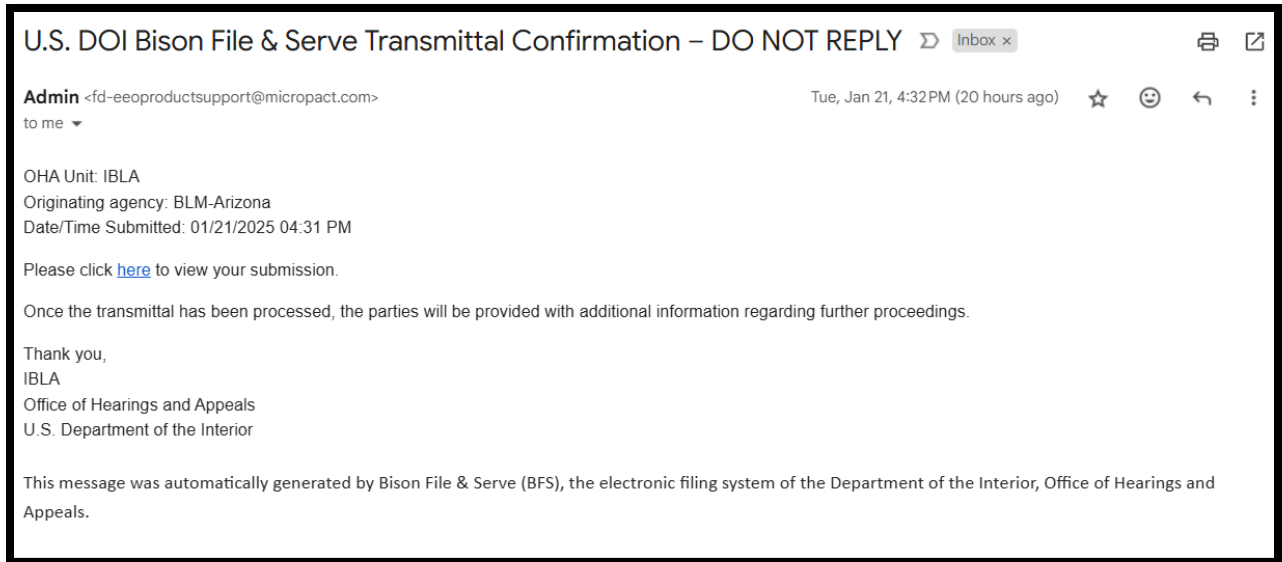 U.S. DOI Bison File & Serve Transmittal Confirmation – DO NOT REPLY Inbox ×
Admin <fd-eeoproductsupport@micropact.com> Tue, Jan 21, 4:32 PM (20 hours ago)
to me
OHA Unit: IBLA
Originating agency: BLM-Arizona
Date/Time Submitted: 01/21/2025 04:31 PM
Please click here to view your submission.
Once the transmittal has been processed, the parties will be provided with additional information regarding further proceedings.
Thank you,
IBLA
Office of Hearings and Appeals
U.S. Department of the Interior
This message was automatically generated by Bison File & Serve (BFS), the electronic filing system of the Department of the Interior, Office of Hearings and
Appeals.